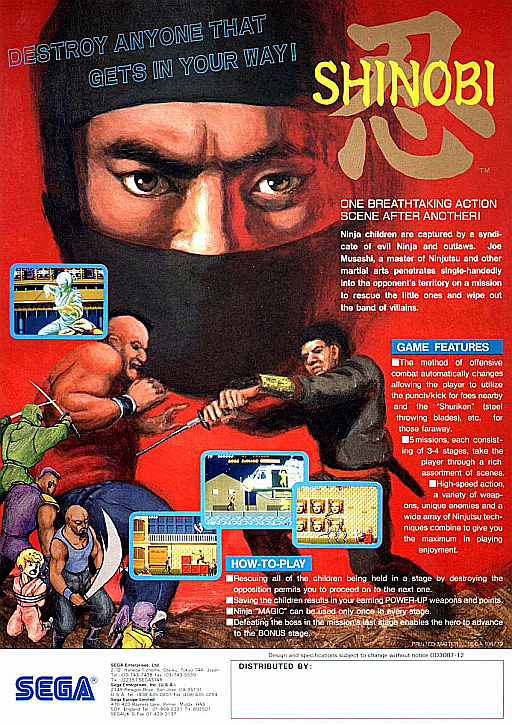 DESTROY ANYONE THAT
GETS IN YOUR WAY!
忍
SHINOBI
TM
ONE BREATHTAKING ACTION
SCENE AFTER ANOTHER!
Ninja children are captured by a syndi-
cate of evil Ninja and outlaws. Joe
Musashi, a master of Ninjutsu and other
martial arts penetrates single-handedly
into the opponent's territory on a mission
to rescue the little ones and wipe out
the band of villains.
GAME FEATURES
■The method of offensive
combat automatically changes
allowing the player to utilize
the punch/kick for foes nearby
and the "Shuriken" (steel
throwing blades), etc. for
those faraway.
■5 missions, each consist-
ing of 3-4 stages, take the
player through a rich
assortment of scenes.
■High-speed action,
a variety of weap-
ons, unique enemies and a
wide array of Ninjutsu tech-
niques combine to give you
the maximum in playing
enjoyment.
HOW-TO-PLAY
■Rescuing all of the children being held in a stage by destroying the
opposition permits you to proceed on to the next one.
■Saving the children results in your earning POWER-UP weapons and points.
■Ninja "MAGIC" can be used only once in every stage.
■Defeating the boss in the mission's last stage enables the hero to advance
to the BONUS stage.
Design and specifications subject to change without notice
SEGA
SEGA Enterprises, Ltd.
Sega Enterprises, Inc. (U.S.A.)
Sega Europe Limited
DISTRIBUTED BY: